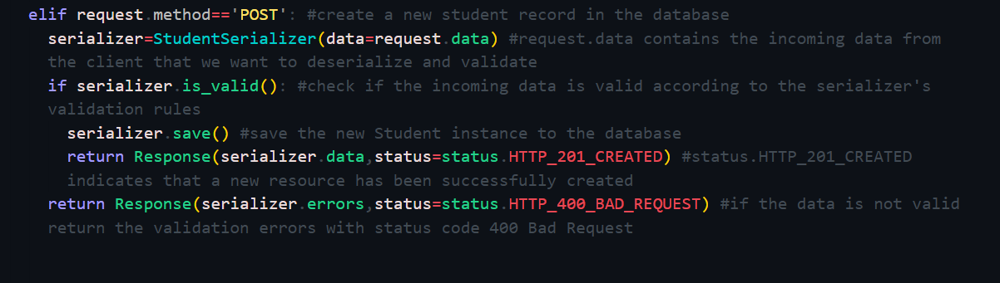 elif request.method=='POST': #create a new student record in the database
serializer=StudentSerializer(data=request.data) #request.data contains the incoming data from
the client that we want to deserialize and validate
if serializer.is_valid(): #check if the incoming data is valid according to the serializer's
validation rules
serializer.save() #save the new Student instance to the database
return Response(serializer.data,status=status.HTTP_201_CREATED) #status.HTTP_201_CREATED
indicates that a new resource has been successfully created
return Response(serializer.errors,status=status.HTTP_400_BAD_REQUEST) #if the data is not valid
return the validation errors with status code 400 Bad Request